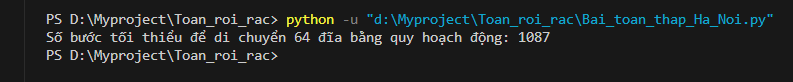 PS D:\Myproject\Toan_roi_rac> python -u "d:\Myproject\Toan_roi_rac\Bai_toan_thap_Ha_Noi.py"
Số bước tối thiểu để di chuyển 64 đĩa bằng quy hoạch động: 1087
PS D:\Myproject\Toan_roi_rac>